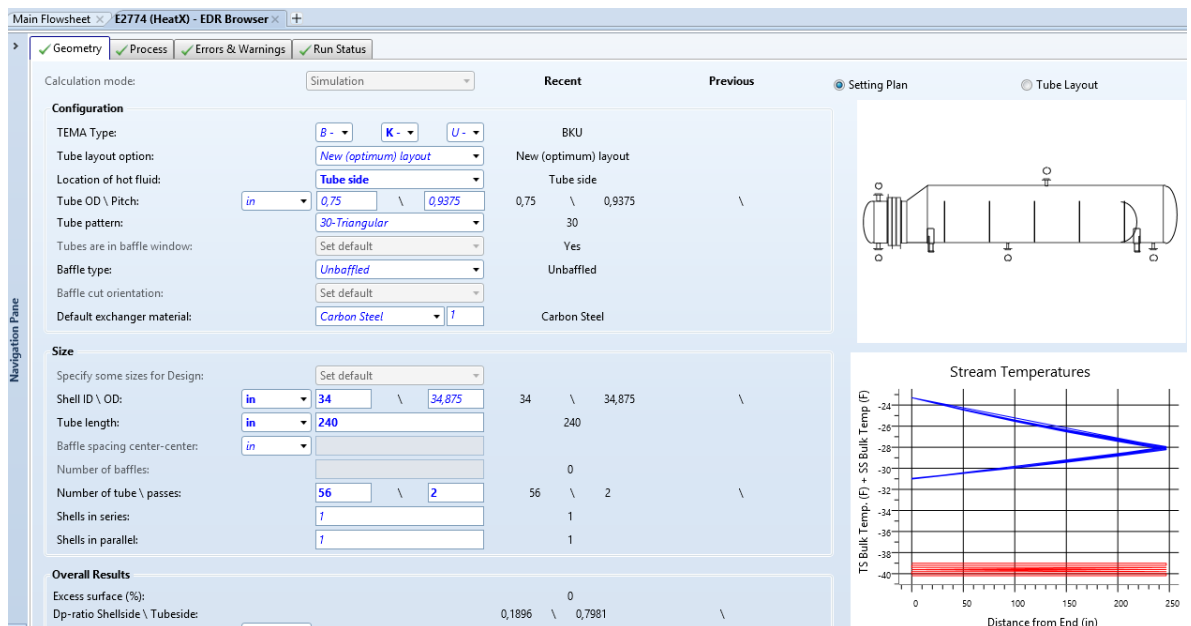 Main Flowsheet × E2774 (HeatX) - EDR Browser × +
Geometry Process Errors & Warnings Run Status
Calculation mode: Simulation Recent Previous Setting Plan Tube Layout
Configuration
TEMA Type: B - K - U - BKU
Tube layout option: New (optimum) layout New (optimum) layout
Location of hot fluid: Tube side Tube side
Tube OD \ Pitch: in 0,75 \ 0,9375 0,75 \ 0,9375 \
Tube pattern: 30-Triangular 30
Tubes are in baffle window: Set default Yes
Baffle type: Unbaffled Unbaffled
Baffle cut orientation: Set default
Default exchanger material: Carbon Steel 1 Carbon Steel
Navigation Pane
Size
Specify some sizes for Design: Set default
Shell ID \ OD: in 34 \ 34,875 34 \ 34,875 \
Tube length: in 240 240
Baffle spacing center-center: in
Number of baffles: 0
Number of tube \ passes: 56 \ 2 56 \ 2 \
Shells in series: 1 1
Shells in parallel: 1 1
Overall Results
Excess surface (%): 0
Dp-ratio Shellside \ Tubeside: 0,1896 \ 0,7981 \
Stream Temperatures
TS Bulk Temp. (F) + SS Bulk Temp (F)
-24
-26
-28
-30
-32
-34
-36
-38
-40
0 50 100 150 200 250
Distance from End (in)